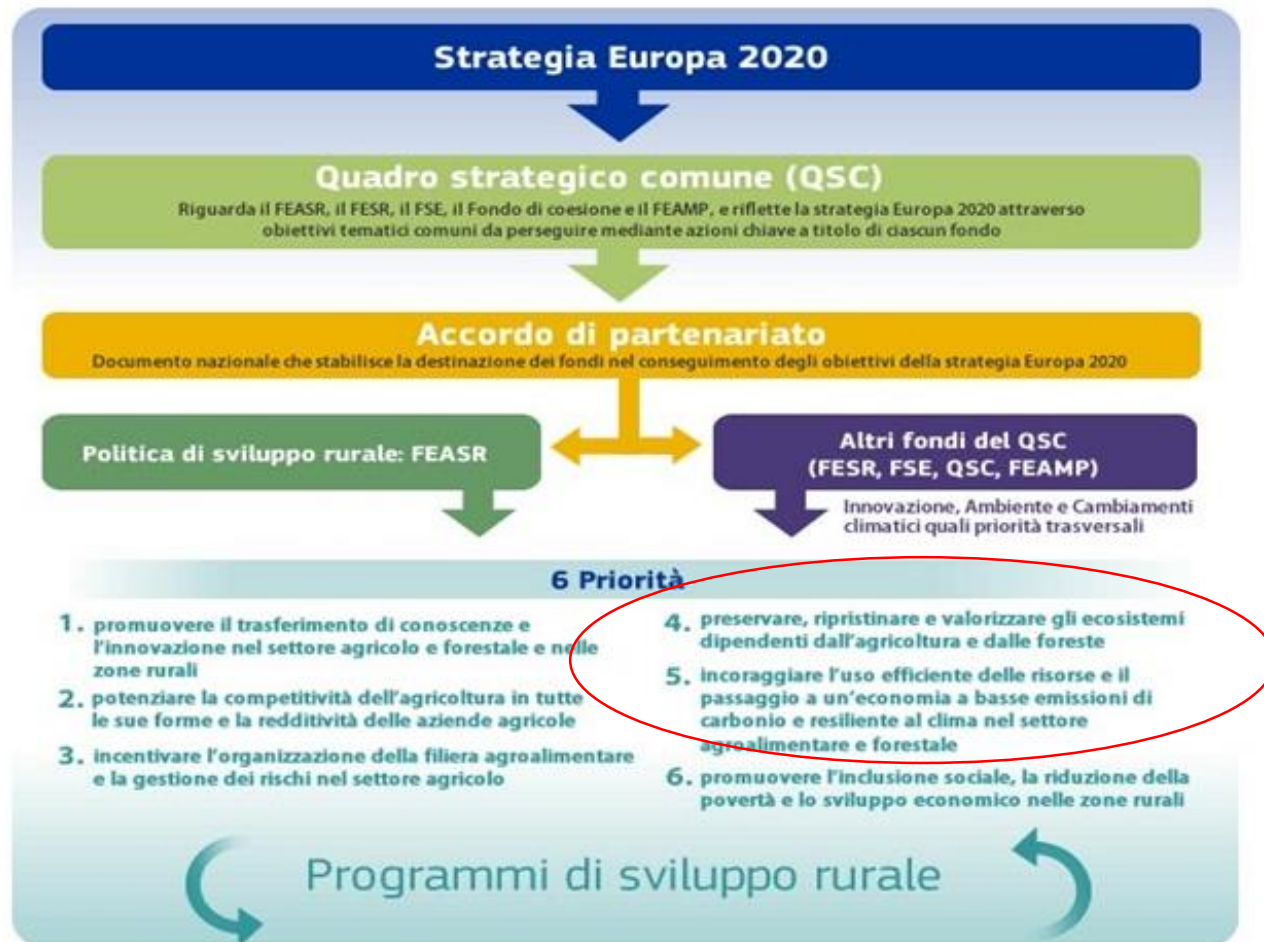 Strategia Europa 2020
Quadro strategico comune (QSC)
Riguarda il FEASR, il FESR, il FSE, il Fondo di coesione e il FEAMP, e riflette la strategia Europa 2020 attraverso
obiettivi tematici comuni da perseguire mediante azioni chiave a titolo di ciascun fondo
Accordo di partenariato
Documento nazionale che stabilisce la destinazione dei fondi nel conseguimento degli obiettivi della strategia Europa 2020
Politica di sviluppo rurale: FEASR
Altri fondi del QSC
(FESR, FSE, QSC, FEAMP)
Innovazione, Ambiente e Cambiamenti
climatici quali priorità trasversali
6 Priorità
1. promuovere il trasferimento di conoscenze e
l'innovazione nel settore agricolo e forestale e nelle
zone rurali
2. potenziare la competitività dell'agricoltura in tutte
le sue forme e la redditività delle aziende agricole
3. incentivare l'organizzazione della filiera agroalimentare
e la gestione dei rischi nel settore agricolo
4. preservare, ripristinare e valorizzare gli ecosistemi
dipendenti dall'agricoltura e dalle foreste
5. incoraggiare l'uso efficiente delle risorse e il
passaggio a un'economia a basse emissioni di
carbonio e resiliente al clima nel settore
agroalimentare e forestale
6. promuovere l'inclusione sociale, la riduzione della
povertà e lo sviluppo economico nelle zone rurali
Programmi di sviluppo rurale